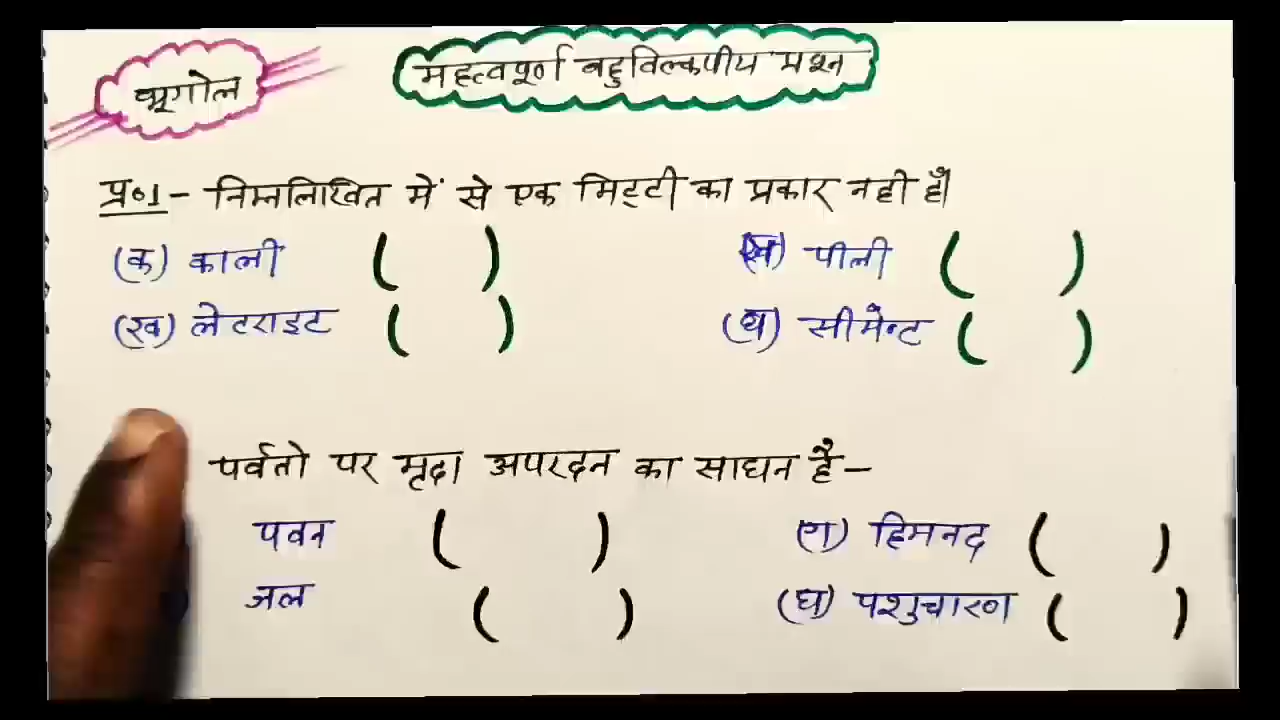 भूगोल
महत्वपूर्ण बहुविल्कपीय प्रश्न
प्र०1- निम्नलिखित में से एक मिट्टी का प्रकार नही हैं।
(क) काली ( ) पीली ( )
(ख) लेटराइट ( ) (घ) सीमेन्ट ( )
पर्वतो पर मृदा अपरदन का साधन है-
पवन ( ) (ग) हिमनद ( )
जल ( ) (घ) पशुचारण ( )